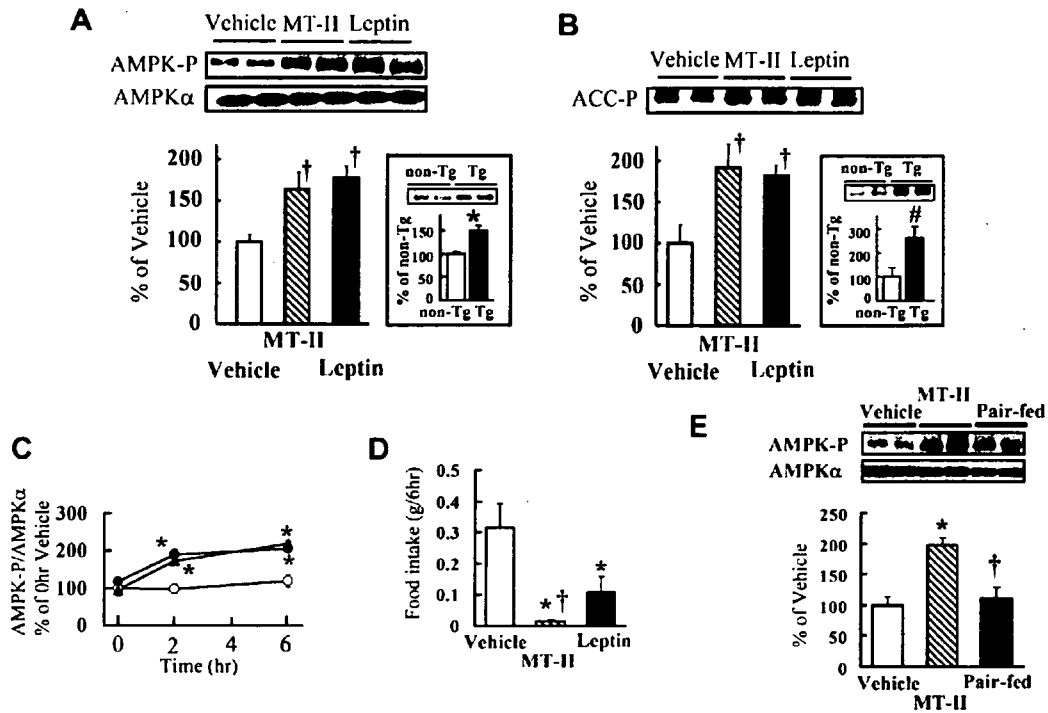 A
Vehicle MT-II Leptin
AMPK-P
AMPKα
200
150
100
50
0
% of Vehicle
†
†
MT-II
Vehicle Leptin
non-Tg Tg
*
150
100
50
0
% of non-Tg
non-Tg Tg
B
Vehicle MT-II Leptin
ACC-P
200
150
100
50
0
% of Vehicle
†
†
MT-II
Vehicle Leptin
non-Tg Tg
#
300
200
100
0
% of non-Tg
non-Tg Tg
C
AMPK-P/AMPKα
% of 0hr Vehicle
300
200
100
0
*
*
*
*
0 2 4 6
Time (hr)
D
Food intake (g/6hr)
0.5
0.4
0.3
0.2
0.1
0
* †
*
Vehicle Leptin
MT-II
E
MT-II
Vehicle Pair-fed
AMPK-P
AMPKα
% of Vehicle
200
150
100
50
0
*
†
Vehicle Pair-fed
MT-II